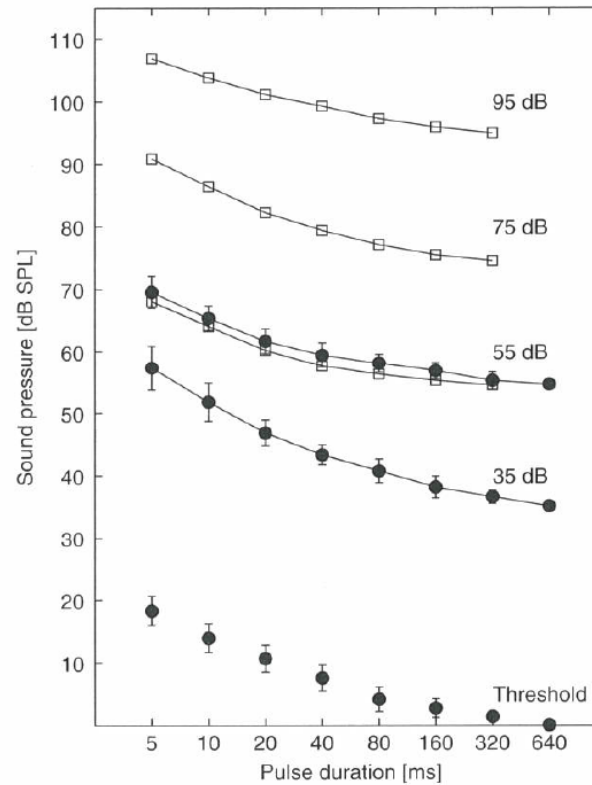 110
100
95 dB
90
80
75 dB
70
60
55 dB
50
40
35 dB
30
20
10
Threshold
5 10 20 40 80 160 320 640
Pulse duration [ms]
Sound pressure [dB SPL]